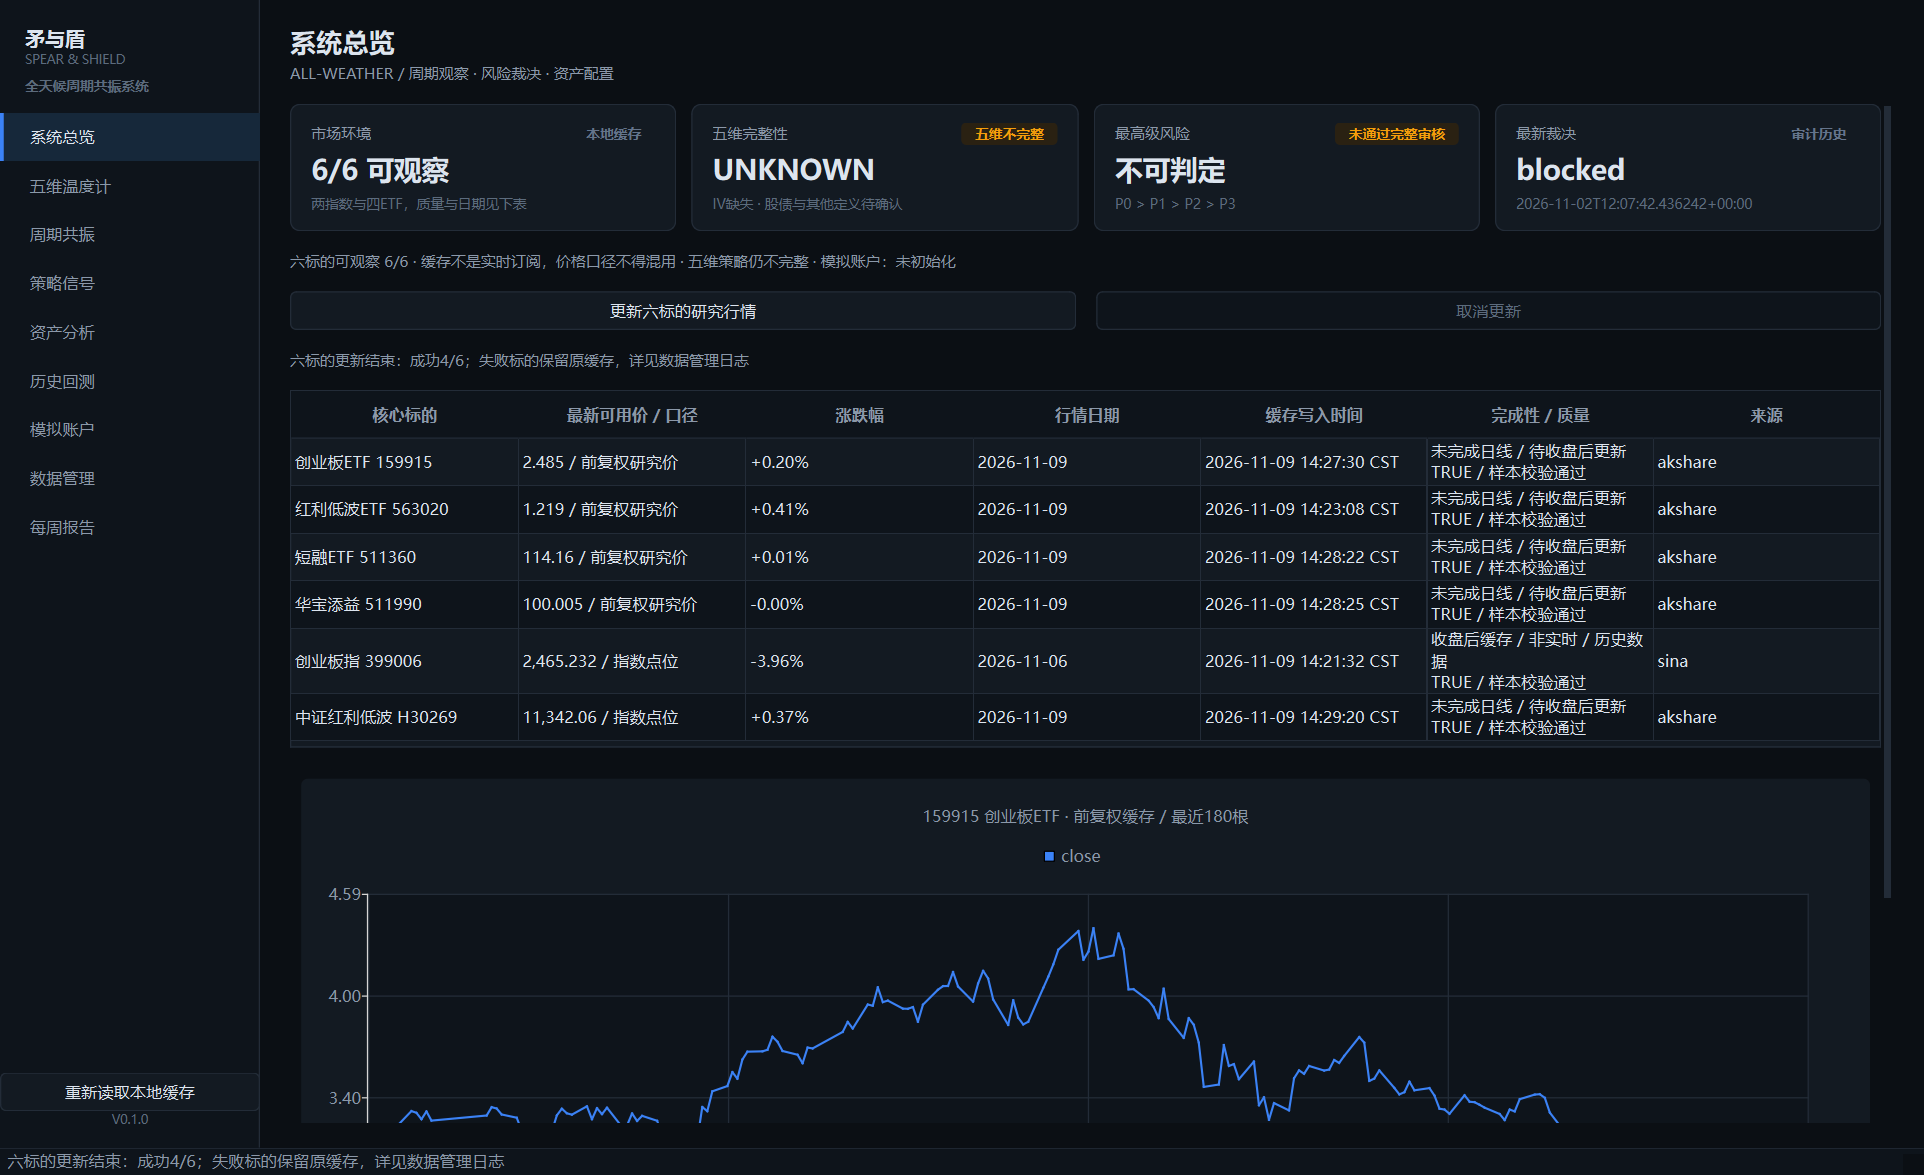 矛与盾
SPEAR & SHIELD
全天候周期共振系统
系统总览
五维温度计
周期共振
策略信号
资产分析
历史回测
模拟账户
数据管理
每周报告
重新读取本地缓存
V0.1.0
系统总览
ALL-WEATHER / 周期观察 · 风险裁决 · 资产配置
市场环境 本地缓存
6/6 可观察
两指数与四ETF，质量与日期见下表
五维完整性 五维不完整
UNKNOWN
IV缺失 · 股债与其他定义待确认
最高级风险 未通过完整审核
不可判定
P0 > P1 > P2 > P3
最新裁决 审计历史
blocked
2026-11-02T12:07:42.436242+00:00
六标的可观察 6/6 · 缓存不是实时订阅，价格口径不得混用 · 五维策略仍不完整 · 模拟账户：未初始化
更新六标的研究行情 取消更新
六标的更新结束：成功4/6；失败标的保留原缓存，详见数据管理日志
核心标的 最新可用价 / 口径 涨跌幅 行情日期 缓存写入时间 完成性 / 质量 来源
创业板ETF 159915 2.485 / 前复权研究价 +0.20% 2026-11-09 2026-11-09 14:27:30 CST 未完成日线 / 待收盘后更新
TRUE / 样本校验通过 akshare
红利低波ETF 563020 1.219 / 前复权研究价 +0.41% 2026-11-09 2026-11-09 14:23:08 CST 未完成日线 / 待收盘后更新
TRUE / 样本校验通过 akshare
短融ETF 511360 114.16 / 前复权研究价 +0.01% 2026-11-09 2026-11-09 14:28:22 CST 未完成日线 / 待收盘后更新
TRUE / 样本校验通过 akshare
华宝添益 511990 100.005 / 前复权研究价 -0.00% 2026-11-09 2026-11-09 14:28:25 CST 未完成日线 / 待收盘后更新
TRUE / 样本校验通过 akshare
创业板指 399006 2,465.232 / 指数点位 -3.96% 2026-11-06 2026-11-09 14:21:32 CST 收盘后缓存 / 非实时 / 历史数
据
TRUE / 样本校验通过 sina
中证红利低波 H30269 11,342.06 / 指数点位 +0.37% 2026-11-09 2026-11-09 14:29:20 CST 未完成日线 / 待收盘后更新
TRUE / 样本校验通过 akshare
159915 创业板ETF · 前复权缓存 / 最近180根
close
4.59
4.00
3.40
六标的更新结束：成功4/6；失败标的保留原缓存，详见数据管理日志